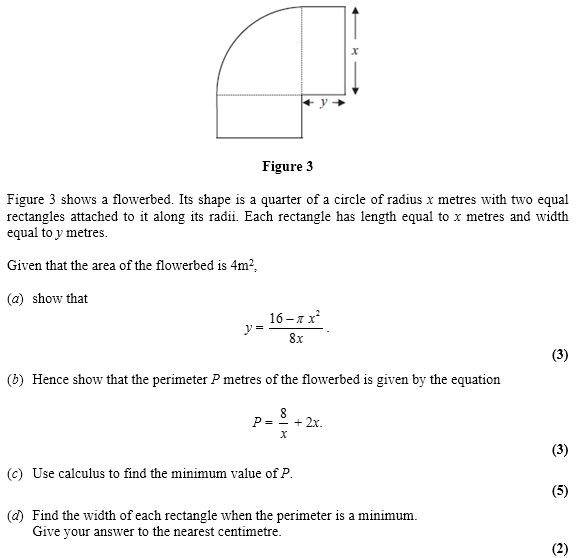 x
y
Figure 3
Figure 3 shows a flowerbed. Its shape is a quarter of a circle of radius x metres with two equal
rectangles attached to it along its radii. Each rectangle has length equal to x metres and width
equal to y metres.
Given that the area of the flowerbed is 4m²,
(a) show that
y = (16 – π x²) / 8x .
(3)
(b) Hence show that the perimeter P metres of the flowerbed is given by the equation
P = 8/x + 2x.
(3)
(c) Use calculus to find the minimum value of P.
(5)
(d) Find the width of each rectangle when the perimeter is a minimum.
Give your answer to the nearest centimetre.
(2)